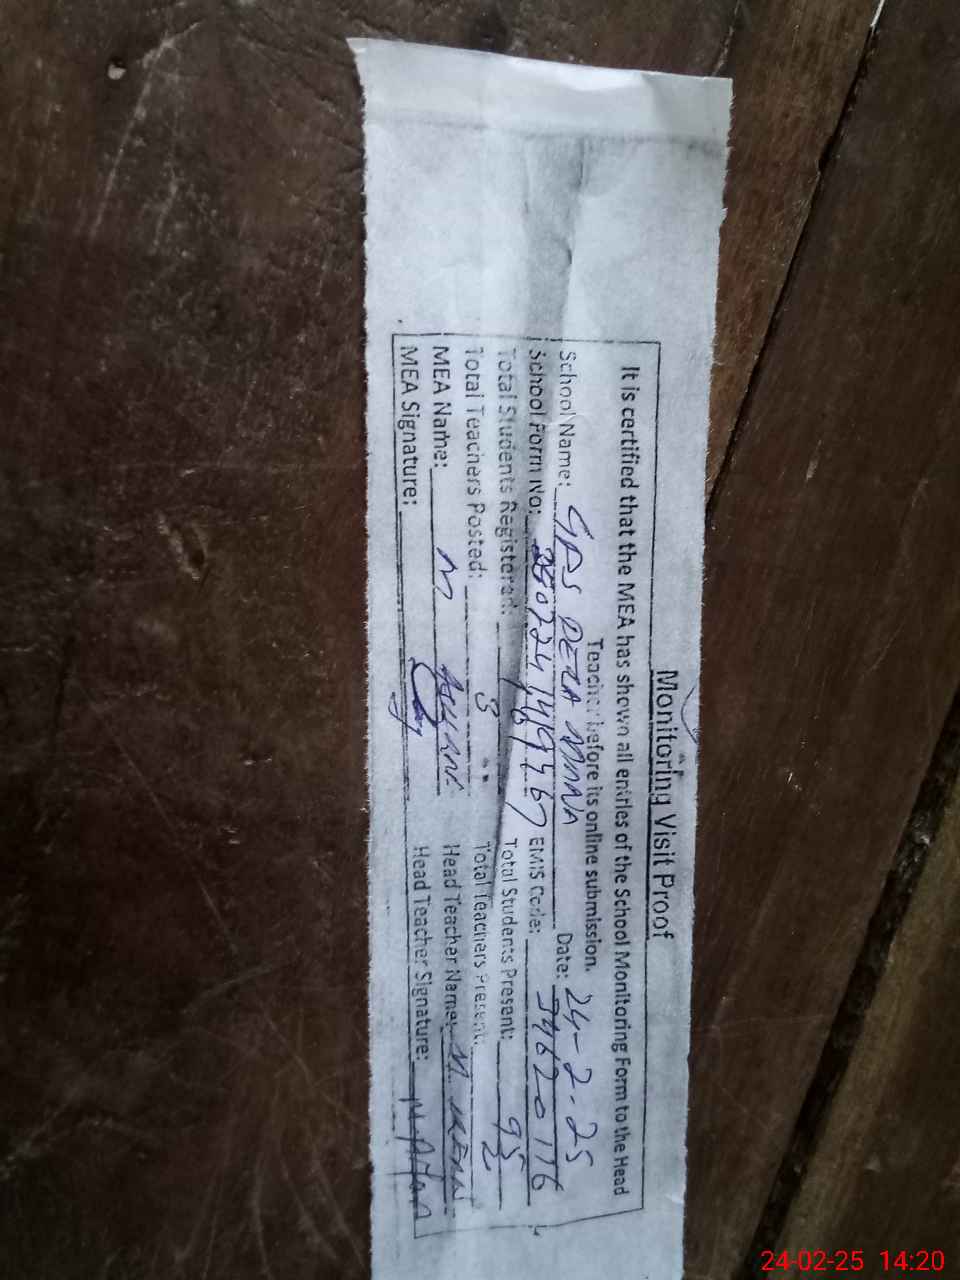 Monitoring Visit Proof
It is certified that the MEA has shown all entries of the School Monitoring Form to the Head
Teacher before its online submission.
School Name: GPS DERA Date: 24-2-25
School Form No: EMIS Code:
Total Students Registered: Total Students Present: 95
Total Teachers Posted: 3 Total Teachers Present: 2
MEA Name: M Head Teacher Name: M.
MEA Signature: Head Teacher Signature:
24-02-25 14:20